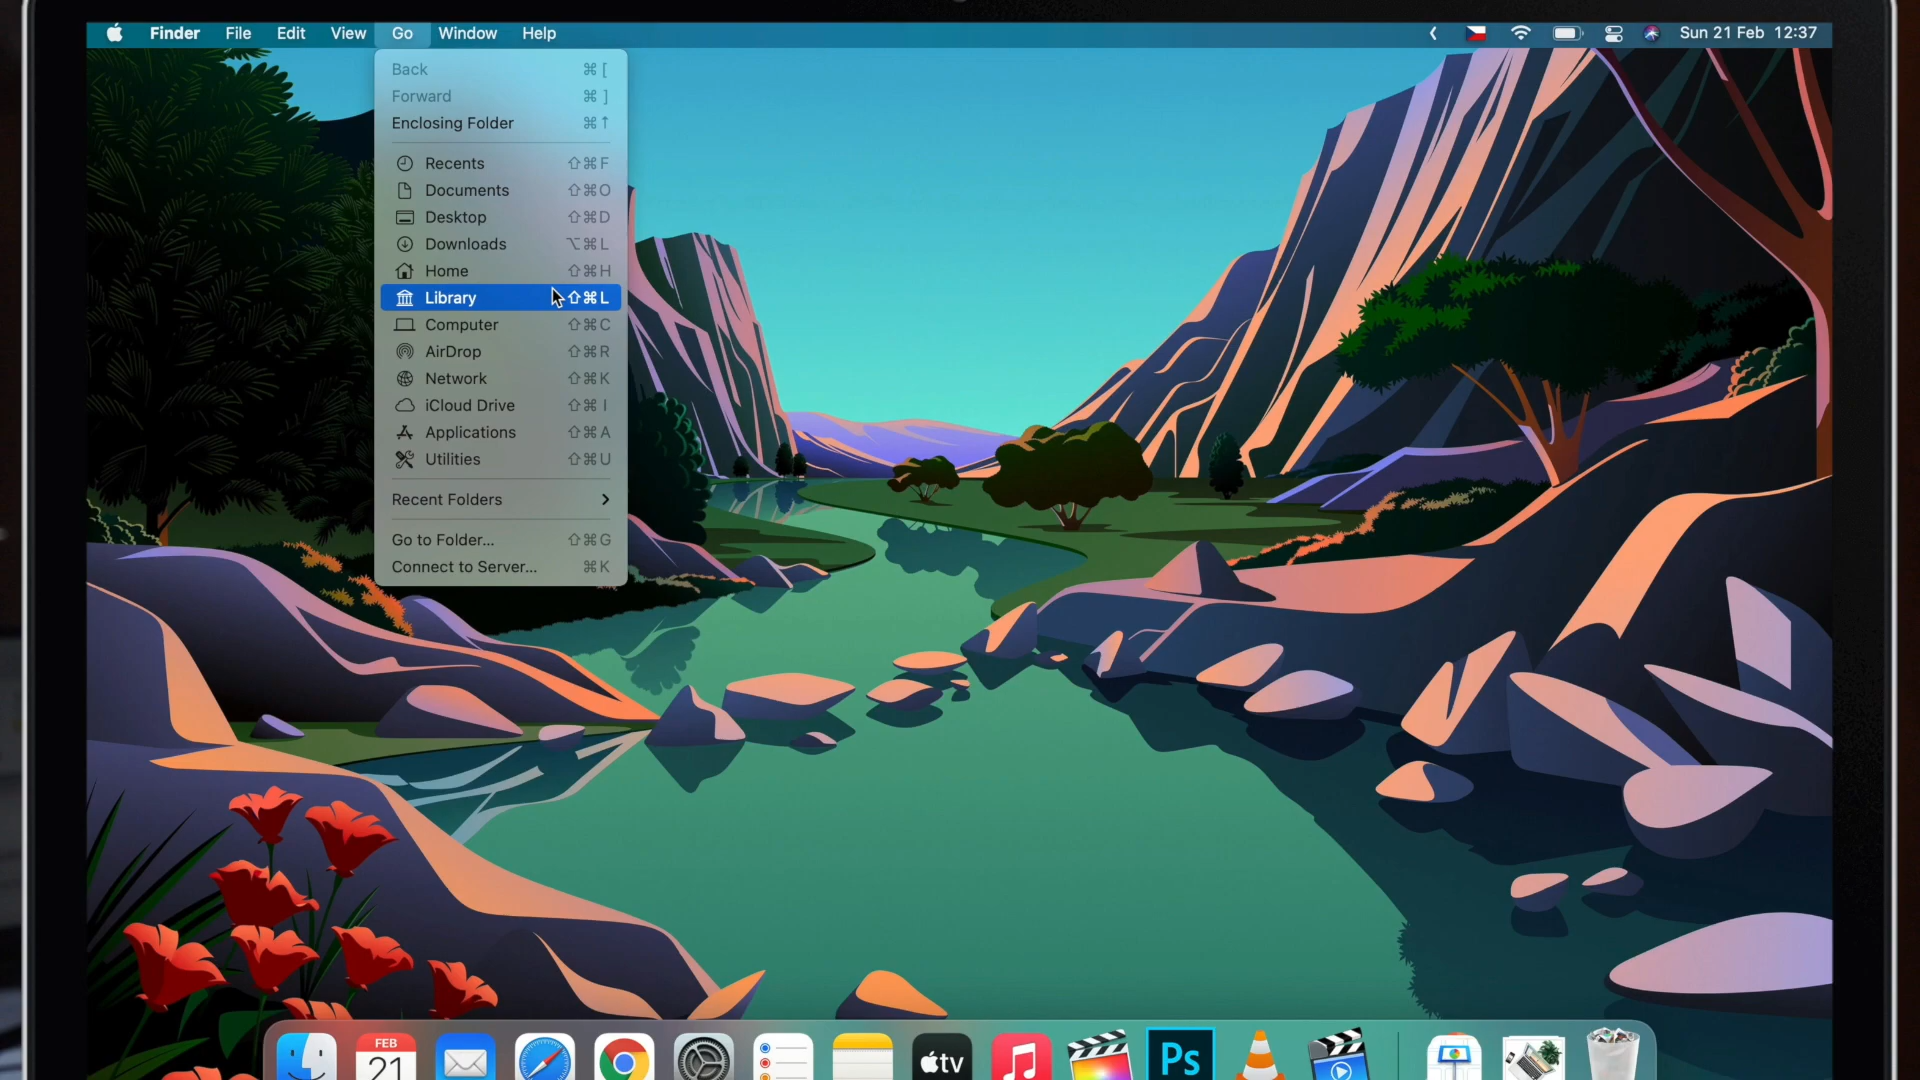 Finder File Edit View Go Window Help Sun 21 Feb 12:37
Back ⌘ [
Forward ⌘ ]
Enclosing Folder ⌘ ↑
Recents ⇧⌘F
Documents ⇧⌘O
Desktop ⇧⌘D
Downloads ⌥⌘L
Home ⇧⌘H
Library ⇧⌘L
Computer ⇧⌘C
AirDrop ⇧⌘R
Network ⇧⌘K
iCloud Drive ⇧⌘I
Applications ⇧⌘A
Utilities ⇧⌘U
Recent Folders
Go to Folder... ⇧⌘G
Connect to Server... ⌘K
FEB
21
tv
Ps